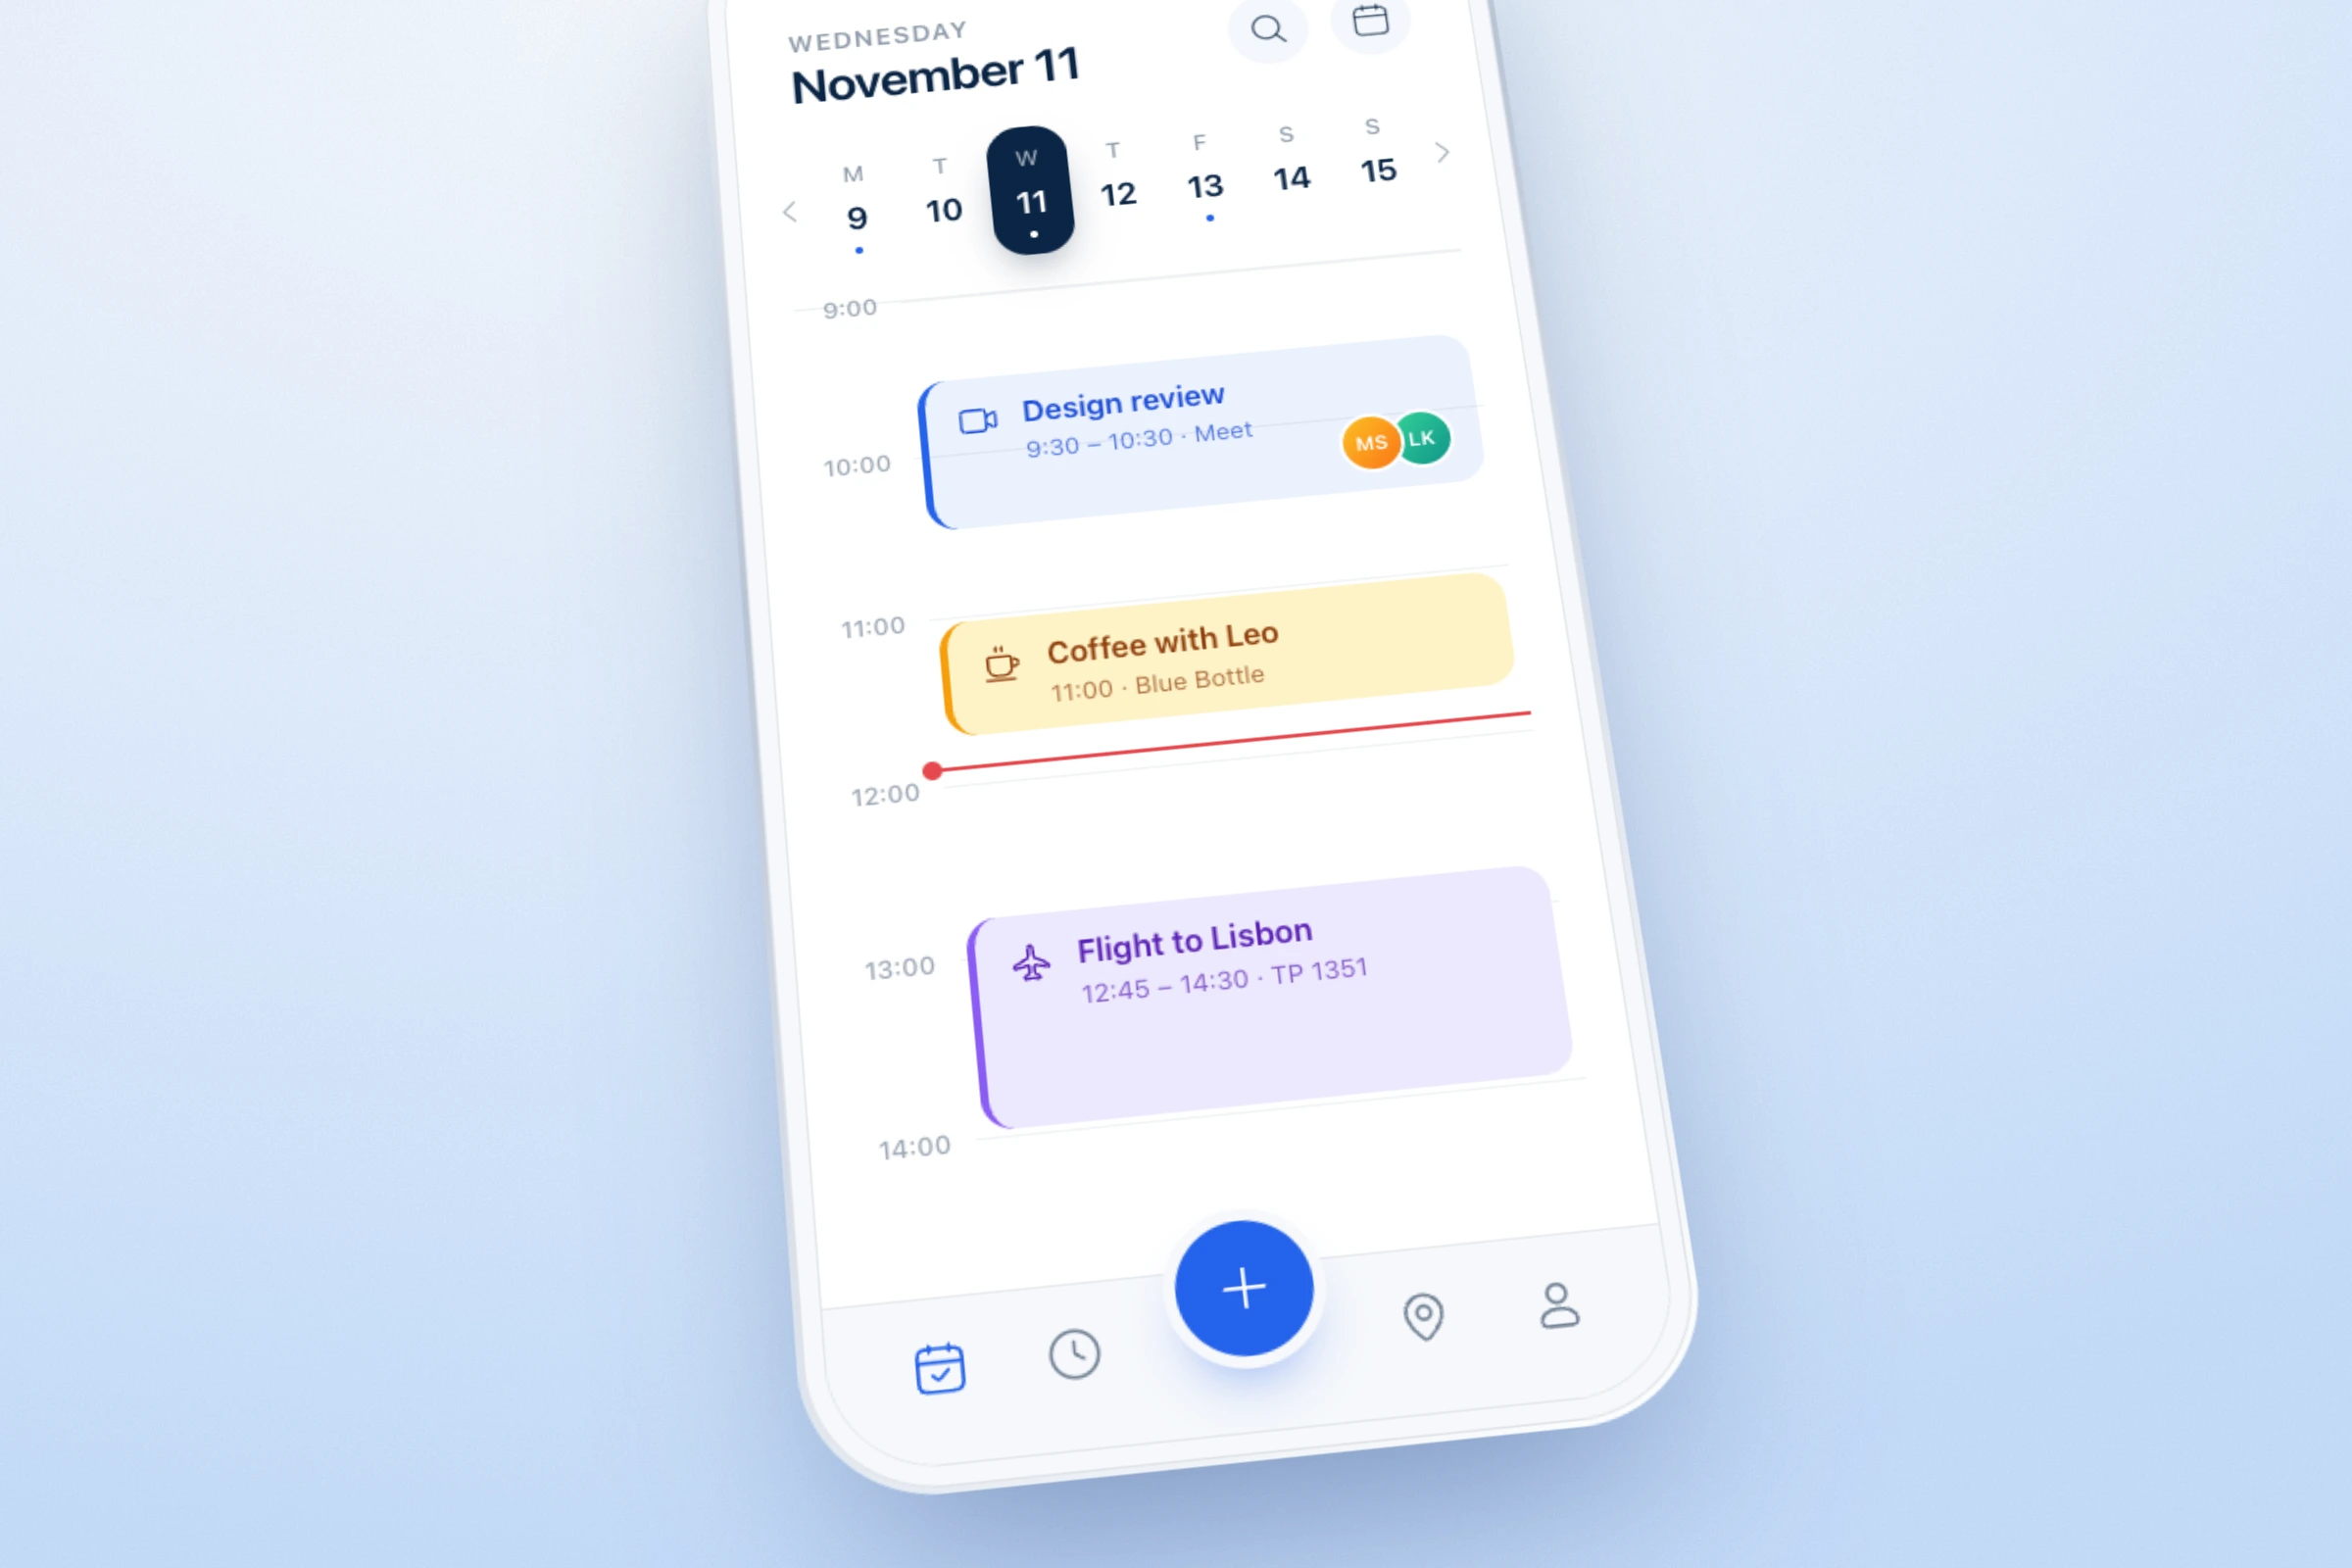 WEDNESDAY
November 11
M T W T F S S
9 10 11 12 13 14 15
9:00
Design review
9:30 – 10:30 · Meet
MS LK
10:00
11:00
Coffee with Leo
11:00 · Blue Bottle
12:00
Flight to Lisbon
12:45 – 14:30 · TP 1351
13:00
14:00